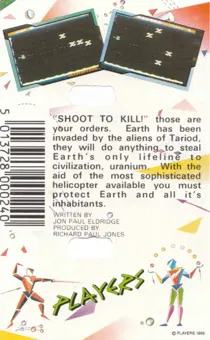 "SHOOT TO KILL!" those are
your orders. Earth has been
invaded by the aliens of Tariod,
they will do anything to steal
Earth's only lifeline to
civilization, uranium. With the
aid of the most sophisticated
helicopter available you must
protect Earth and all it's
inhabitants.
WRITTEN BY
JON PAUL ELDRIDGE
PRODUCED BY
RICHARD PAUL JONES
5 013728 000240
PLAYERS